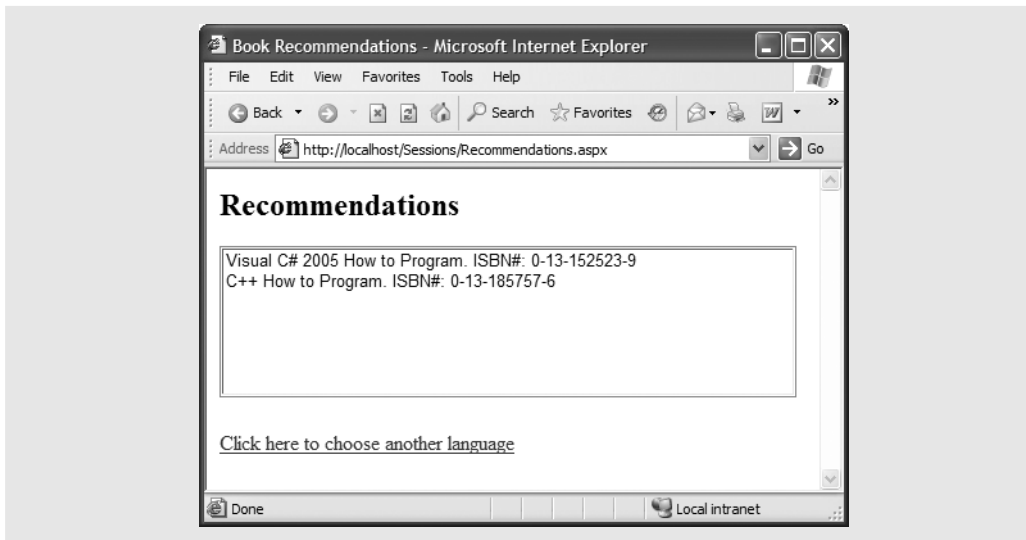 Book Recommendations - Microsoft Internet Explorer
File Edit View Favorites Tools Help
Back Search Favorites
Address http://localhost/Sessions/Recommendations.aspx Go
Recommendations
Visual C# 2005 How to Program. ISBN#: 0-13-152523-9
C++ How to Program. ISBN#: 0-13-185757-6
Click here to choose another language
Done Local intranet